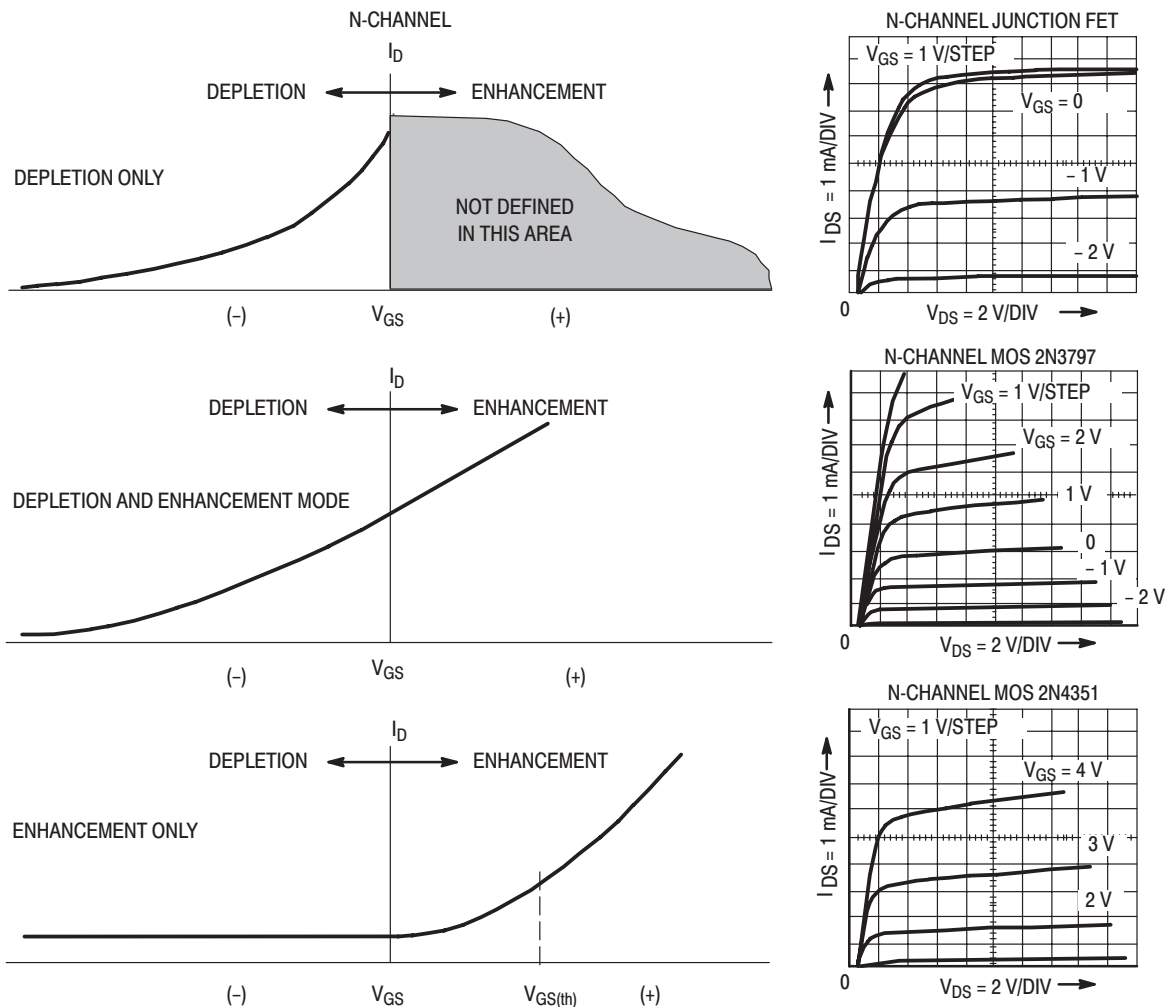 N-CHANNEL
I_D
DEPLETION
ENHANCEMENT
DEPLETION ONLY
NOT DEFINED
IN THIS AREA
(–)
V_GS
(+)
N-CHANNEL JUNCTION FET
V_GS = 1 V/STEP
V_GS = 0
– 1 V
– 2 V
I_DS = 1 mA/DIV
0
V_DS = 2 V/DIV
I_D
DEPLETION
ENHANCEMENT
DEPLETION AND ENHANCEMENT MODE
(–)
V_GS
(+)
N-CHANNEL MOS 2N3797
V_GS = 1 V/STEP
V_GS = 2 V
1 V
0
– 1 V
– 2 V
I_DS = 1 mA/DIV
0
V_DS = 2 V/DIV
I_D
DEPLETION
ENHANCEMENT
ENHANCEMENT ONLY
(–)
V_GS
V_GS(th)
(+)
N-CHANNEL MOS 2N4351
V_GS = 1 V/STEP
V_GS = 4 V
3 V
2 V
I_DS = 1 mA/DIV
0
V_DS = 2 V/DIV